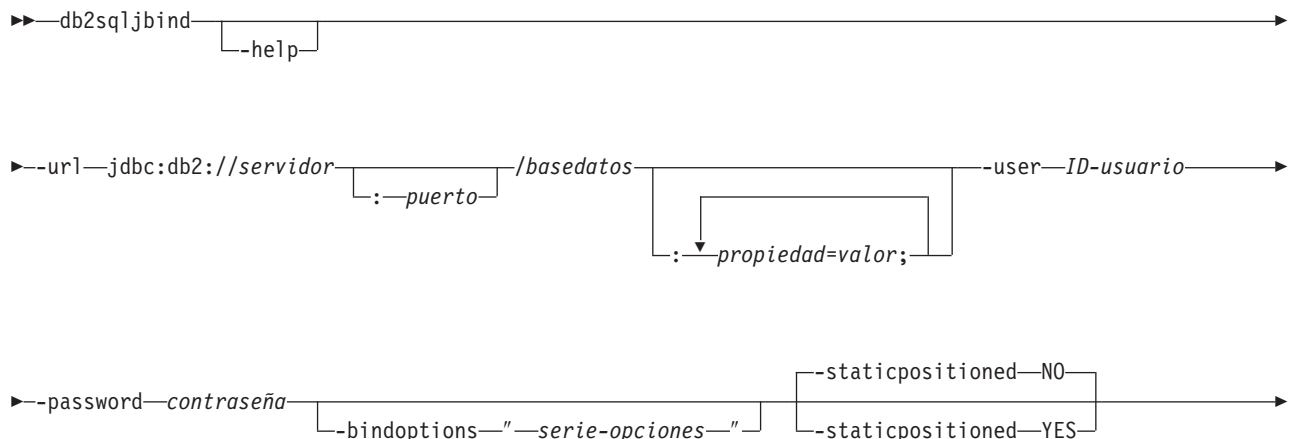 ►►—db2sqljbind
-help
►—-url—jdbc:db2://servidor : puerto /basedatos -user—ID-usuario
: propiedad=valor;
►—-password—contraseña -staticpositioned—NO
-bindoptions—"—serie-opciones—" -staticpositioned—YES